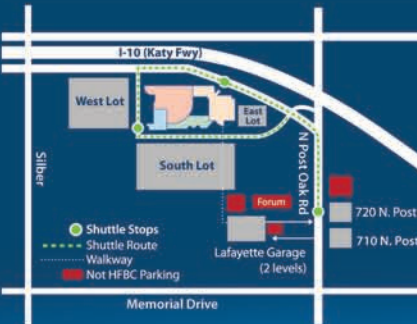 I-10 (Katy Fwy)
West Lot
East
Lot
South Lot
Silber
N Post Oak Rd
Forum
720 N. Post
710 N. Post
Shuttle Stops
Shuttle Route
Walkway
Not HFBC Parking
Lafayette Garage
(2 levels)
Memorial Drive